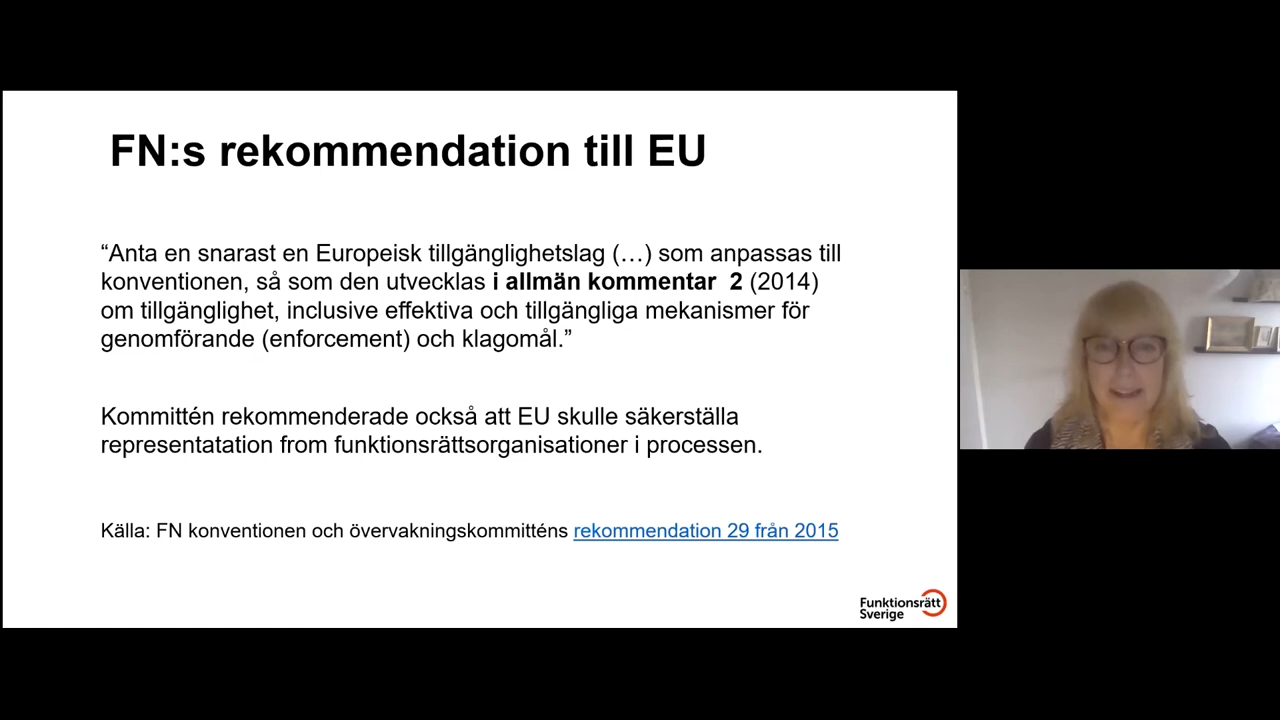 FN:s rekommendation till EU
“Anta en snarast en Europeisk tillgänglighetslag (…) som anpassas till
konventionen, så som den utvecklas i allmän kommentar  2 (2014)
om tillgänglighet, inclusive effektiva och tillgängliga mekanismer för
genomförande (enforcement) och klagomål.”
Kommittén rekommenderade också att EU skulle säkerställa
representatation from funktionsrättsorganisationer i processen.
Källa: FN konventionen och övervakningskommitténs rekommendation 29 från 2015
Funktionsrätt
Sverige